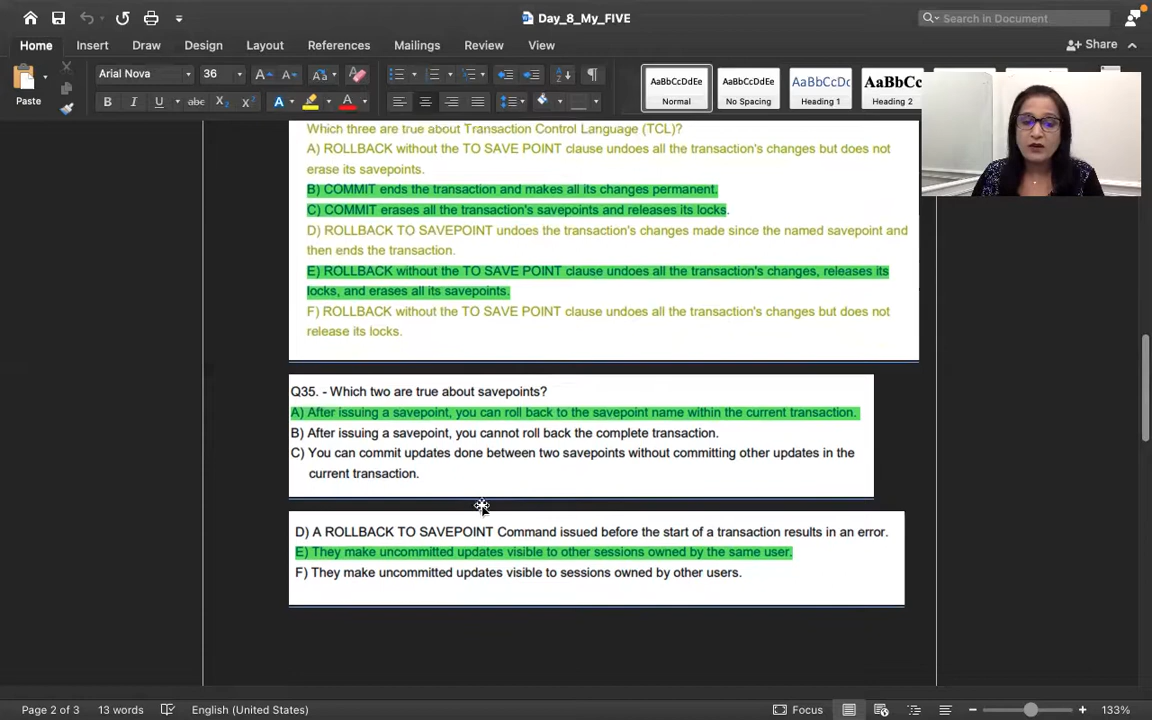 Day_8_My_FIVE
Search in Document
Home Insert Draw Design Layout References Mailings Review View
Share
Paste
Arial Nova 36
AaBbCcDdEe AaBbCcDdEe AaBbCcDc AaBbCc
Normal No Spacing Heading 1 Heading 2
Which three are true about Transaction Control Language (TCL)?
A) ROLLBACK without the TO SAVE POINT clause undoes all the transaction's changes but does not
erase its savepoints.
B) COMMIT ends the transaction and makes all its changes permanent.
C) COMMIT erases all the transaction's savepoints and releases its locks.
D) ROLLBACK TO SAVEPOINT undoes the transaction's changes made since the named savepoint and
then ends the transaction.
E) ROLLBACK without the TO SAVE POINT clause undoes all the transaction's changes, releases its
locks, and erases all its savepoints.
F) ROLLBACK without the TO SAVE POINT clause undoes all the transaction's changes but does not
release its locks.
Q35. - Which two are true about savepoints?
A) After issuing a savepoint, you can roll back to the savepoint name within the current transaction.
B) After issuing a savepoint, you cannot roll back the complete transaction.
C) You can commit updates done between two savepoints without committing other updates in the
current transaction.
D) A ROLLBACK TO SAVEPOINT Command issued before the start of a transaction results in an error.
E) They make uncommitted updates visible to other sessions owned by the same user.
F) They make uncommitted updates visible to sessions owned by other users.
Page 2 of 3 13 words English (United States) Focus 133%